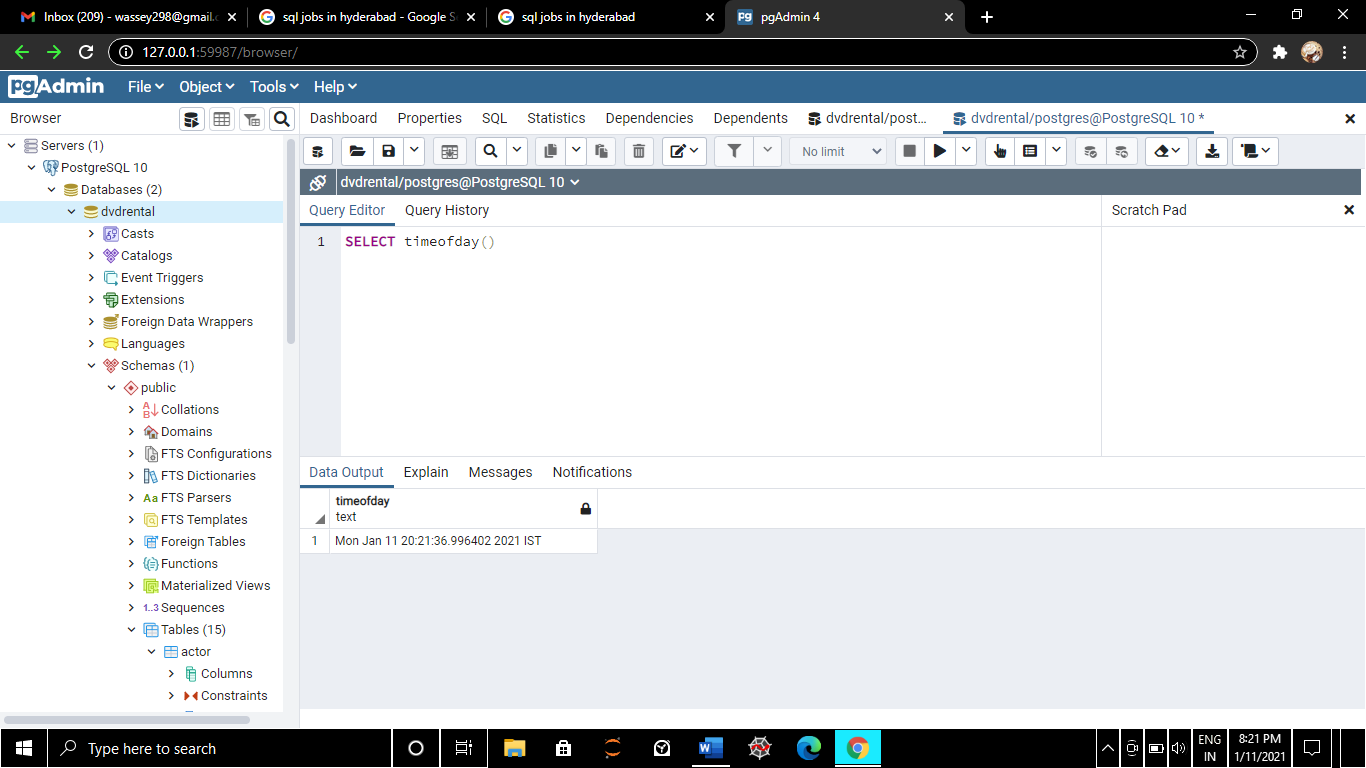 Inbox (209) - wassey298@gmail.c
sql jobs in hyderabad - Google S
sql jobs in hyderabad
pgAdmin 4
127.0.0.1:59987/browser/
pgAdmin File Object Tools Help
Browser
Dashboard Properties SQL Statistics Dependencies Dependents dvdrental/post... dvdrental/postgres@PostgreSQL 10 *
No limit
dvdrental/postgres@PostgreSQL 10
Query Editor Query History
Scratch Pad
1 SELECT timeofday()
Servers (1)
PostgreSQL 10
Databases (2)
dvdrental
Casts
Catalogs
Event Triggers
Extensions
Foreign Data Wrappers
Languages
Schemas (1)
public
Collations
Domains
FTS Configurations
FTS Dictionaries
Aa FTS Parsers
FTS Templates
Foreign Tables
Functions
Materialized Views
1..3 Sequences
Tables (15)
actor
Columns
Constraints
Data Output Explain Messages Notifications
timeofday
text
1 Mon Jan 11 20:21:36.996402 2021 IST
Type here to search
ENG
IN
8:21 PM
1/11/2021